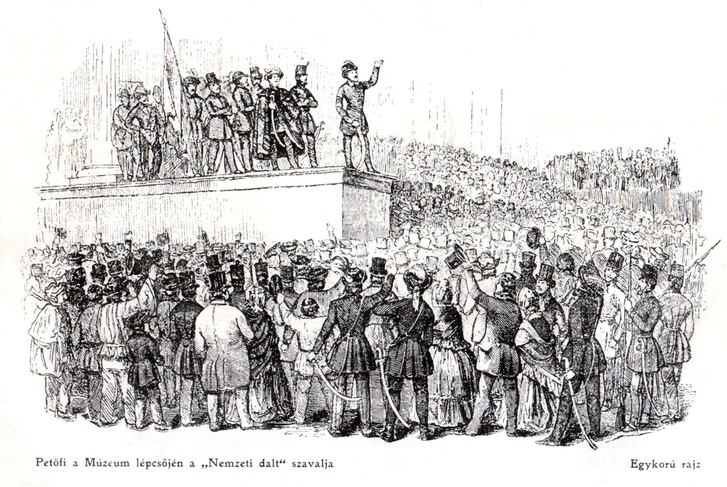 Petőfi a Múzeum lépcsőjén a „Nemzeti dalt“ szavalja
Egykorú rajz